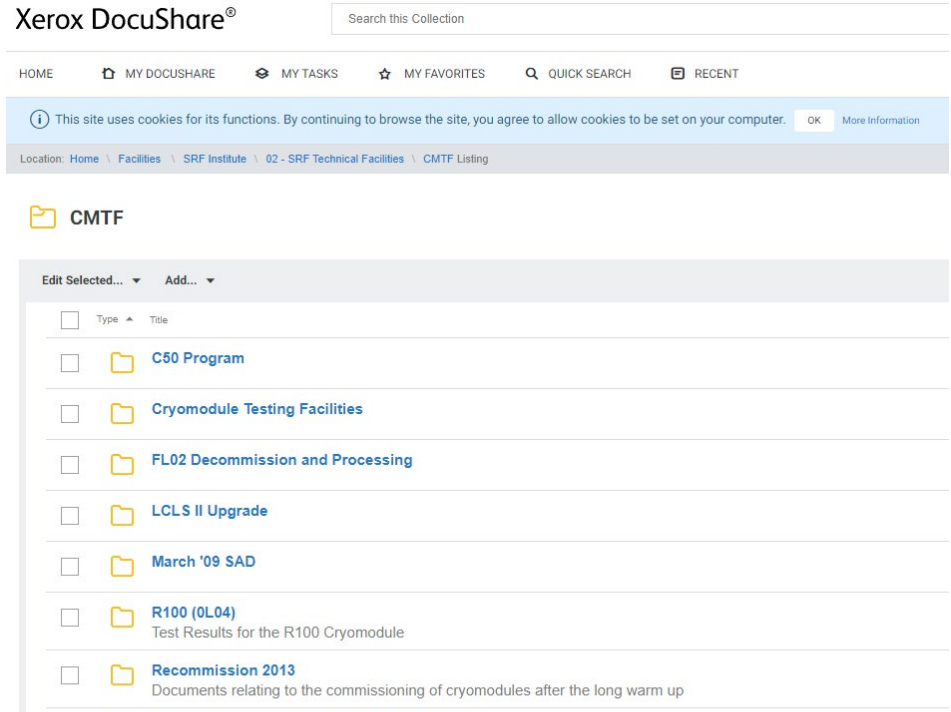 Xerox DocuShare®
Search this Collection
HOME MY DOCUSHARE MY TASKS MY FAVORITES QUICK SEARCH RECENT
This site uses cookies for its functions. By continuing to browse the site, you agree to allow cookies to be set on your computer. OK More Information
Location: Home \ Facilities \ SRF Institute \ 02 - SRF Technical Facilities \ CMTF Listing
CMTF
Edit Selected... Add...
Type Title
C50 Program
Cryomodule Testing Facilities
FL02 Decommission and Processing
LCLS II Upgrade
March '09 SAD
R100 (0L04)
Test Results for the R100 Cryomodule
Recommission 2013
Documents relating to the commissioning of cryomodules after the long warm up